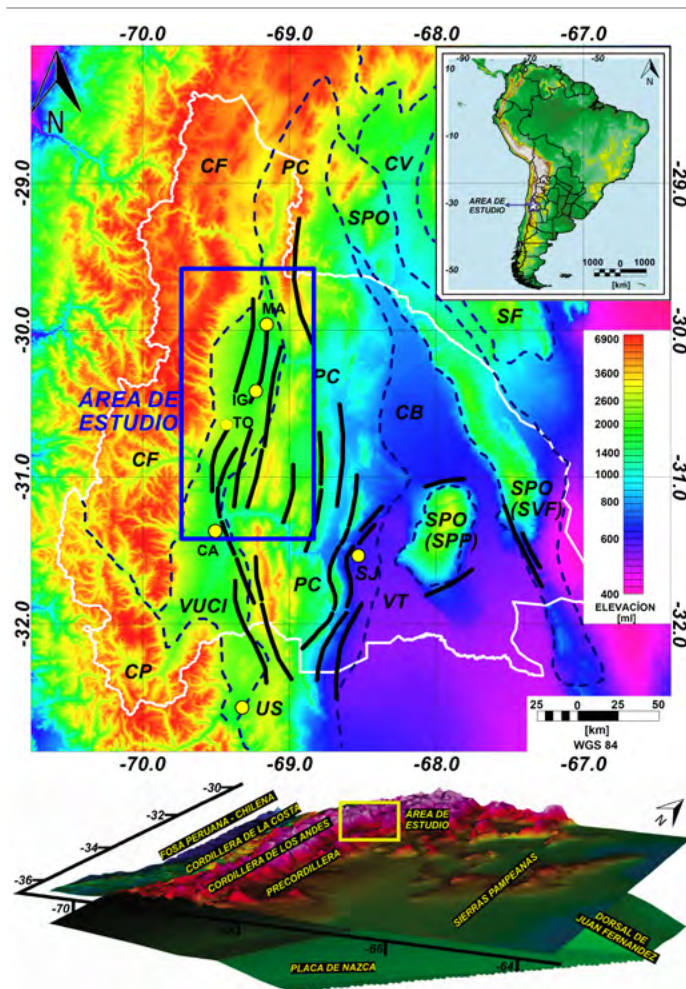 -70.0 -69.0 -68.0 -67.0
-90 -70 -50
10
-10
-30
-50
AREA DE
ESTUDIO
1000 0 1000
[km]
N
N
-29.0
-30.0
-31.0
-32.0
-29.0
-30.0
-31.0
-32.0
CF
PC
CV
SPO
SF
MA
IG
TO
PC
CB
ÁREA DE
ESTUDIO
CF
CA
SPO
(SPP)
SPO
(SVF)
SJ
PC
VT
VUCI
CP
US
6900
3600
2600
2000
1400
1000
800
600
400
ELEVACÍON
[ml]
25 0 25 50
[km]
WGS 84
-70.0 -69.0 -68.0 -67.0
-30
-32
-34
-36
FOSA PERUANA - CHILENA
CORDILLERA DE LA COSTA
CORDILLERA DE LOS ANDES
PRECORDILLERA
ÁREA DE
ESTUDIO
N
SIERRAS PAMPEANAS
DORSAL DE
JUAN FERNANDEZ
-70
-66
-64
PLACA DE NAZCA